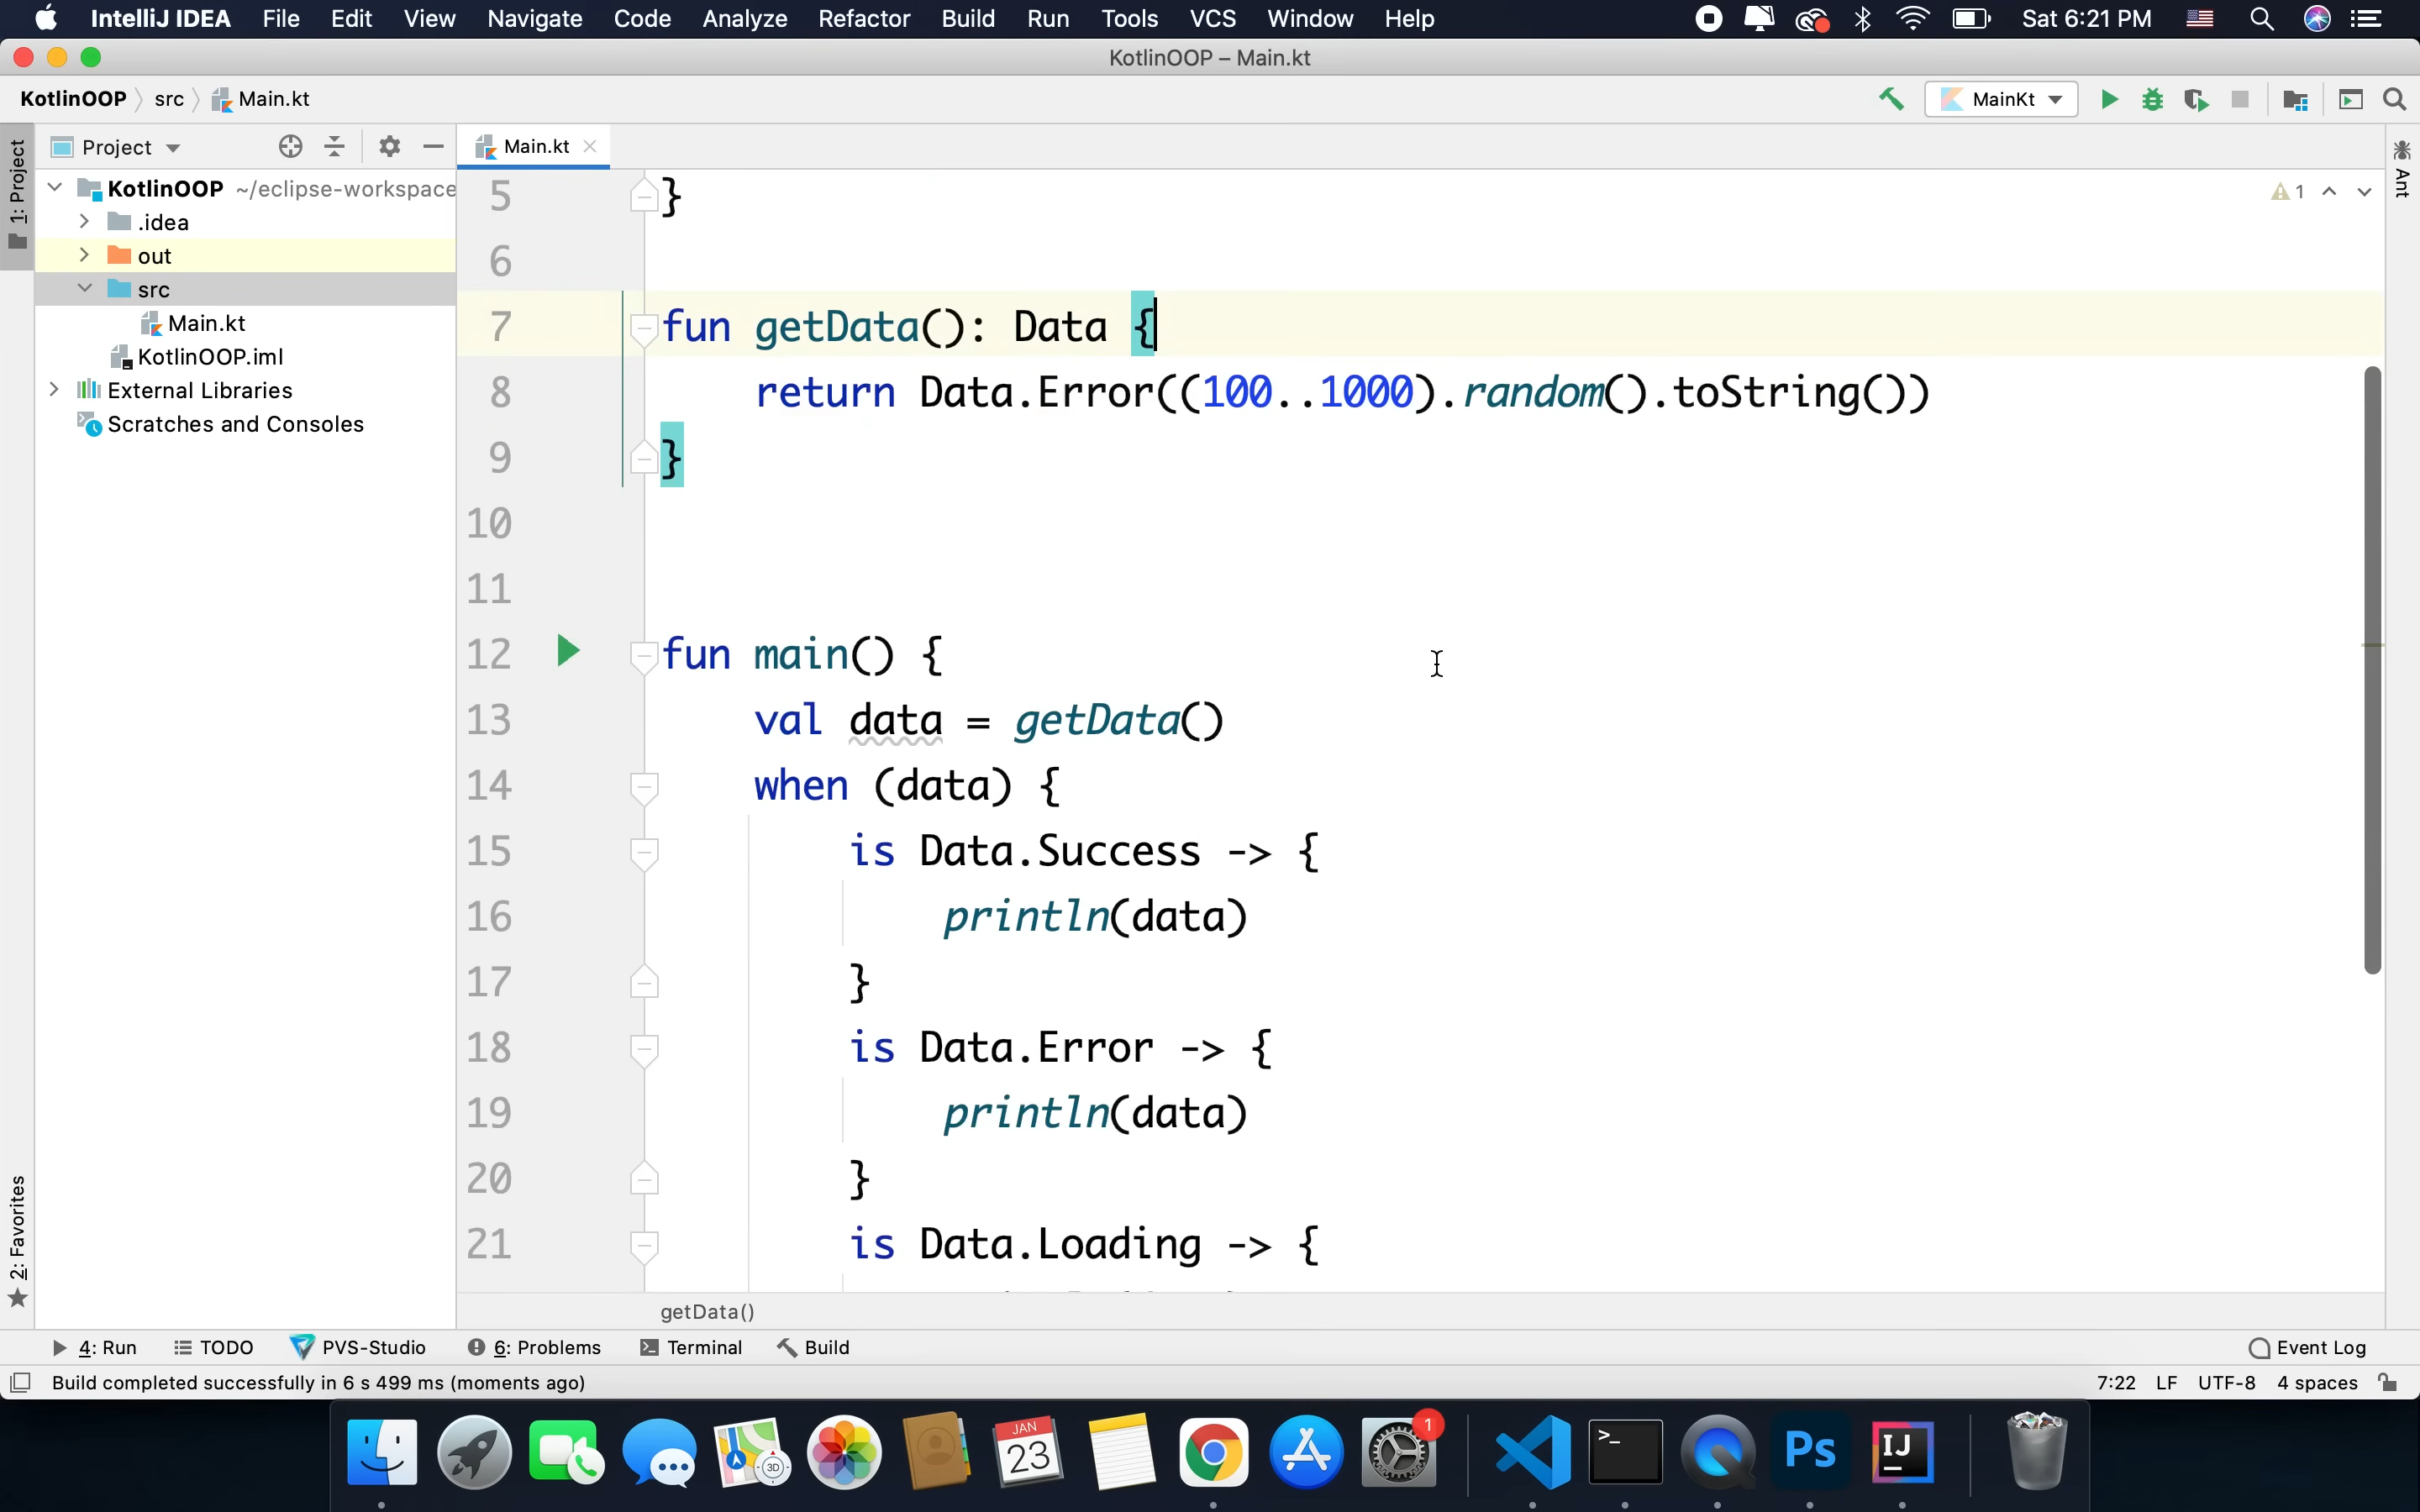 IntelliJ IDEA File Edit View Navigate Code Analyze Refactor Build Run Tools VCS Window Help Sat 6:21 PM
KotlinOOP – Main.kt
KotlinOOP src Main.kt MainKt
1: Project
Project
Main.kt
KotlinOOP ~/eclipse-workspace
.idea
out
src
Main.kt
KotlinOOP.iml
External Libraries
Scratches and Consoles
1
Ant
5 }
6
7 fun getData(): Data {
8 return Data.Error((100..1000).random().toString())
9 }
10
11
12 fun main() {
13 val data = getData()
14 when (data) {
15 is Data.Success -> {
16 println(data)
17 }
18 is Data.Error -> {
19 println(data)
20 }
21 is Data.Loading -> {
getData()
2: Favorites
4: Run TODO PVS-Studio 6: Problems Terminal Build Event Log
Build completed successfully in 6 s 499 ms (moments ago) 7:22 LF UTF-8 4 spaces
3D
JAN
23
1
>_
Ps
IJ